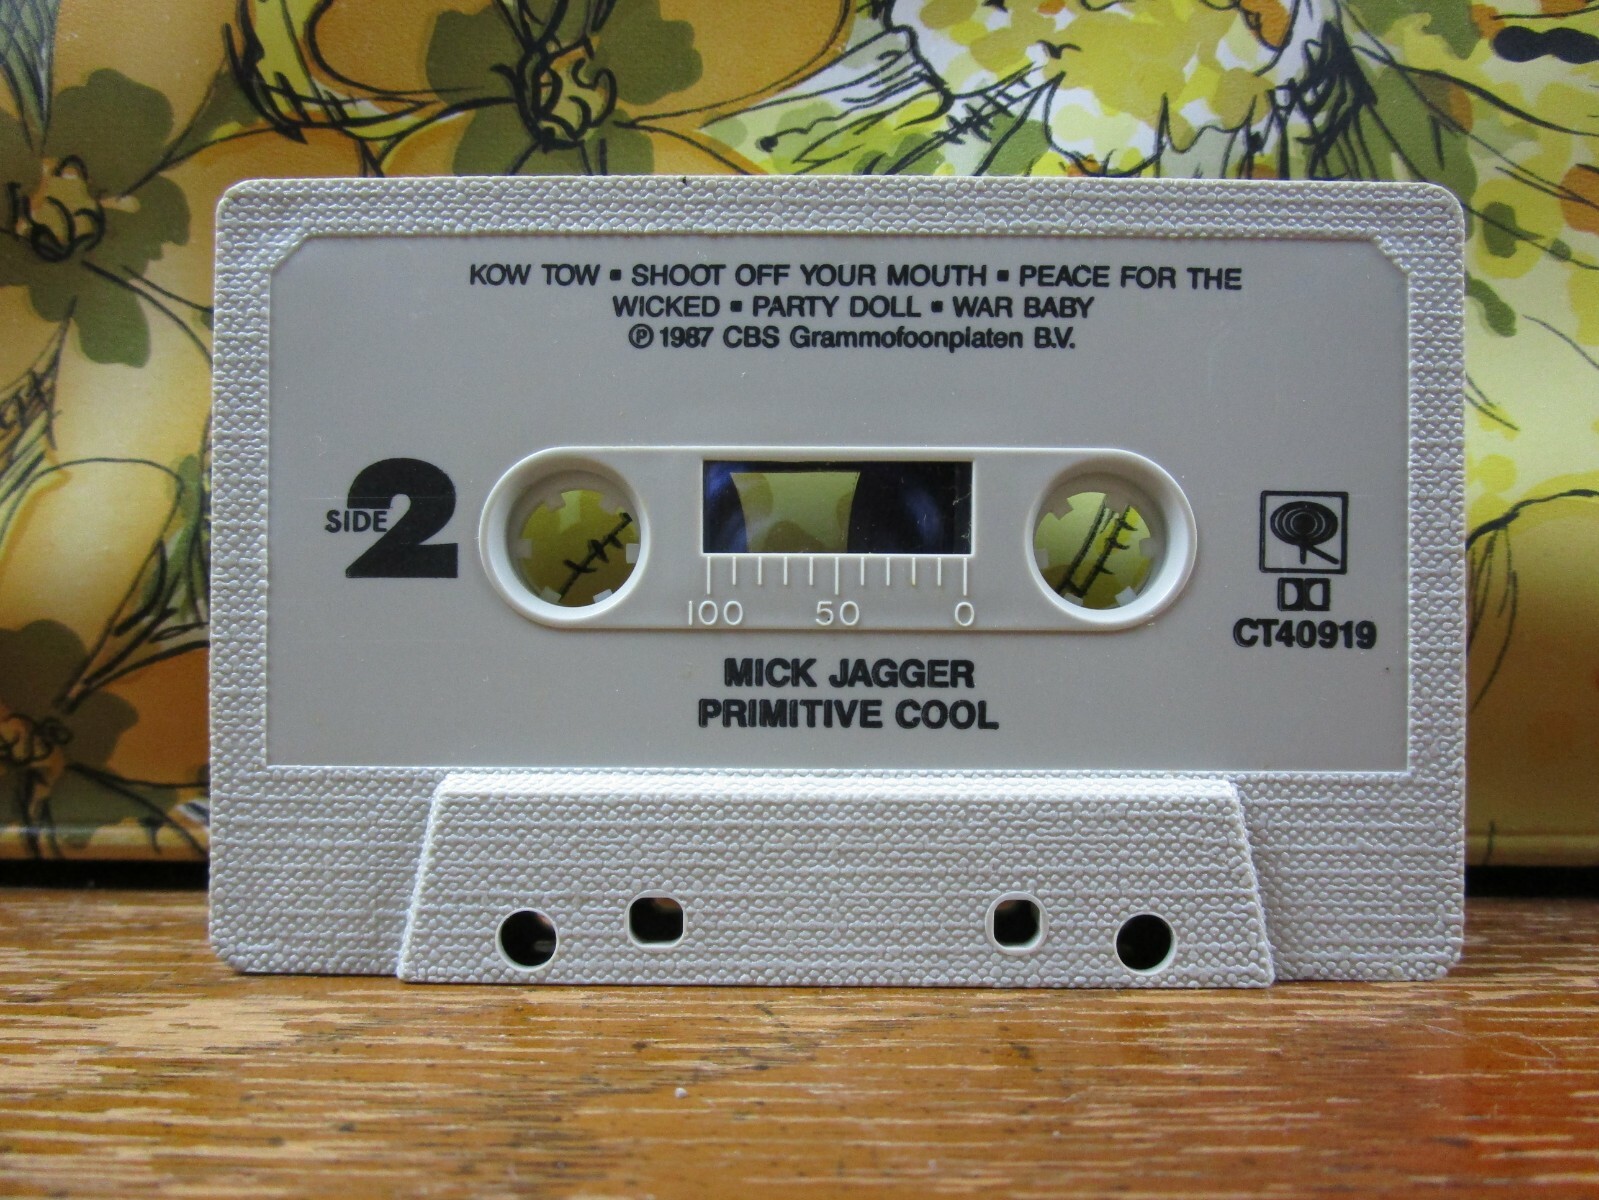 KOW TOW ▪ SHOOT OFF YOUR MOUTH ▪ PEACE FOR THE
WICKED ▪ PARTY DOLL ▪ WAR BABY
℗ 1987 CBS Grammofoonplaten B.V.
SIDE 2
100 50 0
CT40919
MICK JAGGER
PRIMITIVE COOL